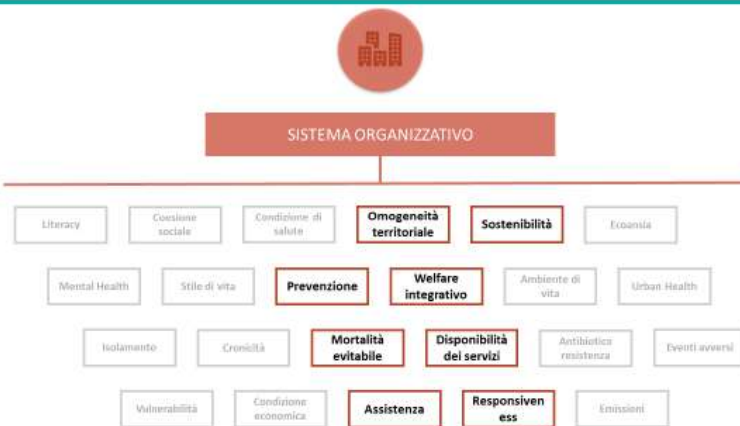 SISTEMA ORGANIZZATIVO
Literacy
Coesione
sociale
Condizione di
salute
Omogeneità
territoriale
Sostenibilità
Ecoansia
Mental Health
Stile di vita
Prevenzione
Welfare
integrativo
Ambiente di
vita
Urban Health
Isolamento
Cronicità
Mortalità
evitabile
Disponibilità
dei servizi
Antibiotico
resistenza
Eventi avversi
Vulnerabilità
Condizione
economica
Assistenza
Responsiven
ess
Emissioni